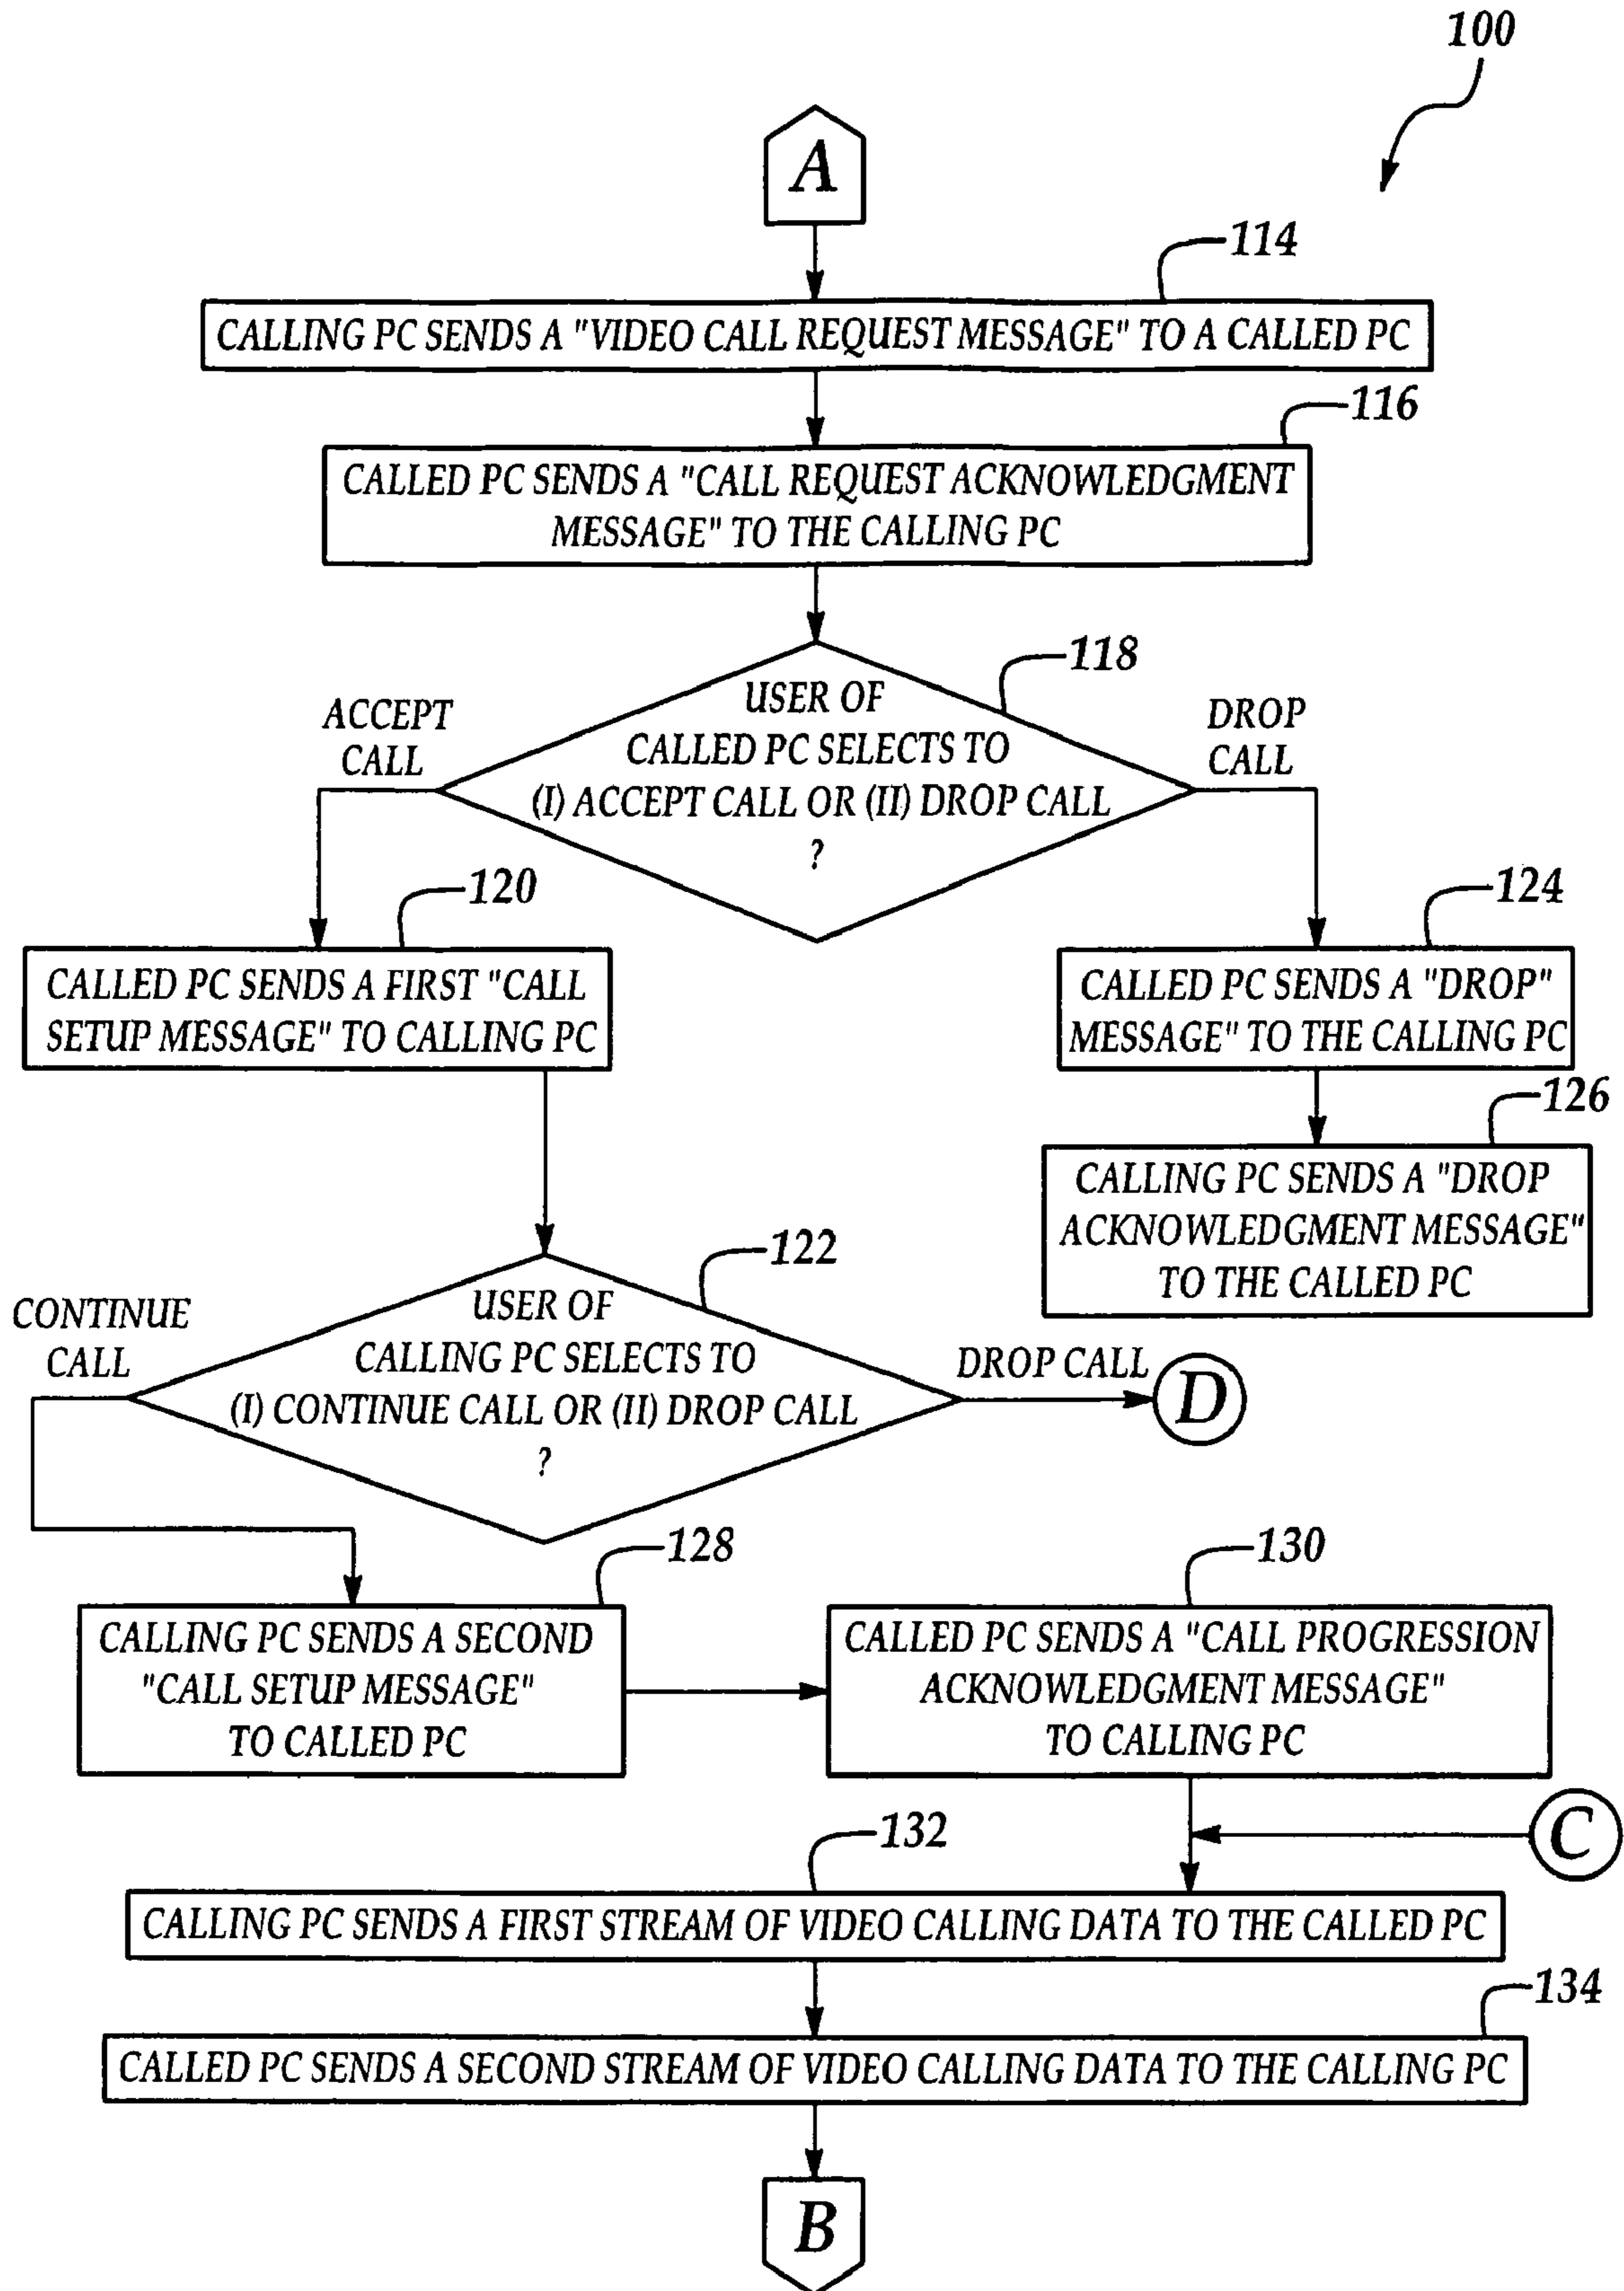 100
A
114
CALLING PC SENDS A "VIDEO CALL REQUEST MESSAGE" TO A CALLED PC
116
CALLED PC SENDS A "CALL REQUEST ACKNOWLEDGMENT
MESSAGE" TO THE CALLING PC
118
USER OF
CALLED PC SELECTS TO
(I) ACCEPT CALL OR (II) DROP CALL
?
ACCEPT
CALL
DROP
CALL
120
CALLED PC SENDS A FIRST "CALL
SETUP MESSAGE" TO CALLING PC
124
CALLED PC SENDS A "DROP"
MESSAGE" TO THE CALLING PC
126
CALLING PC SENDS A "DROP
ACKNOWLEDGMENT MESSAGE"
TO THE CALLED PC
122
USER OF
CALLING PC SELECTS TO
(I) CONTINUE CALL OR (II) DROP CALL
?
CONTINUE
CALL
DROP CALL
D
128
CALLING PC SENDS A SECOND
"CALL SETUP MESSAGE"
TO CALLED PC
130
CALLED PC SENDS A "CALL PROGRESSION
ACKNOWLEDGMENT MESSAGE"
TO CALLING PC
C
132
CALLING PC SENDS A FIRST STREAM OF VIDEO CALLING DATA TO THE CALLED PC
134
CALLED PC SENDS A SECOND STREAM OF VIDEO CALLING DATA TO THE CALLING PC
B